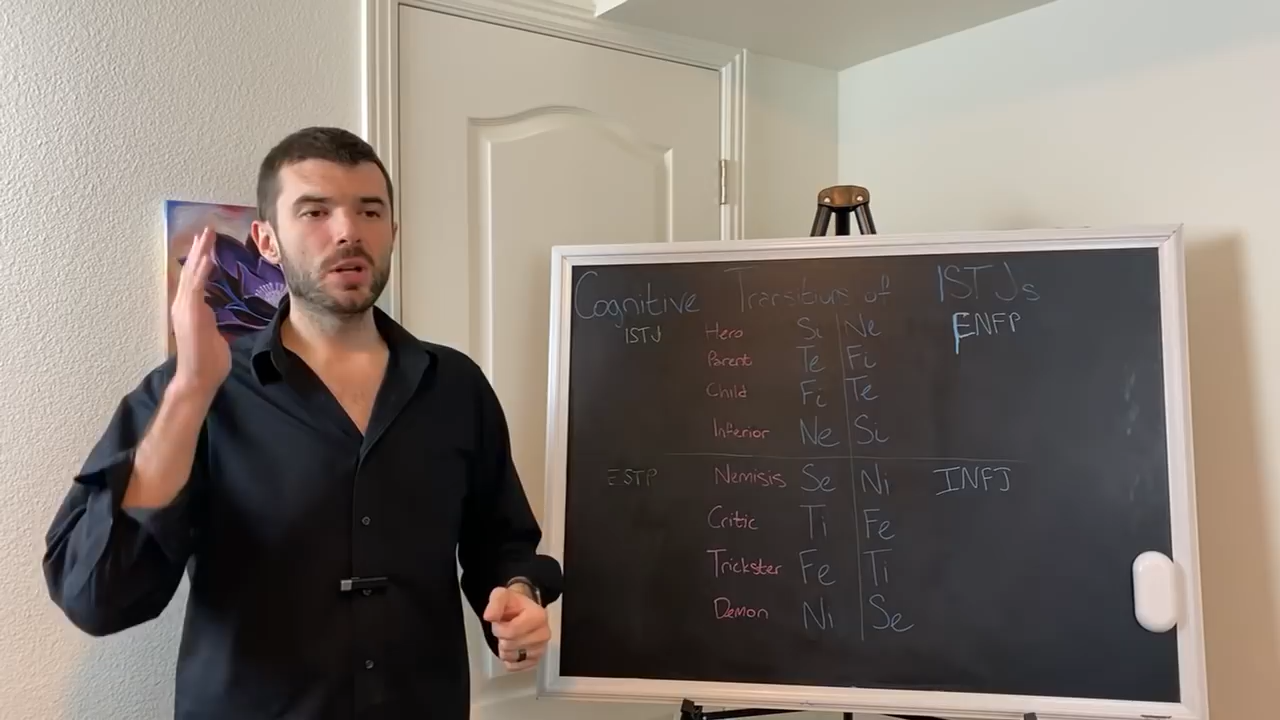 Cognitive Transitions of ISTJs
ISTJ Hero Si Ne ENFP
Parent Te Fi
Child Fi Te
Inferior Ne Si
ESTP Nemisis Se Ni INFJ
Critic Ti Fe
Trickster Fe Ti
Demon Ni Se